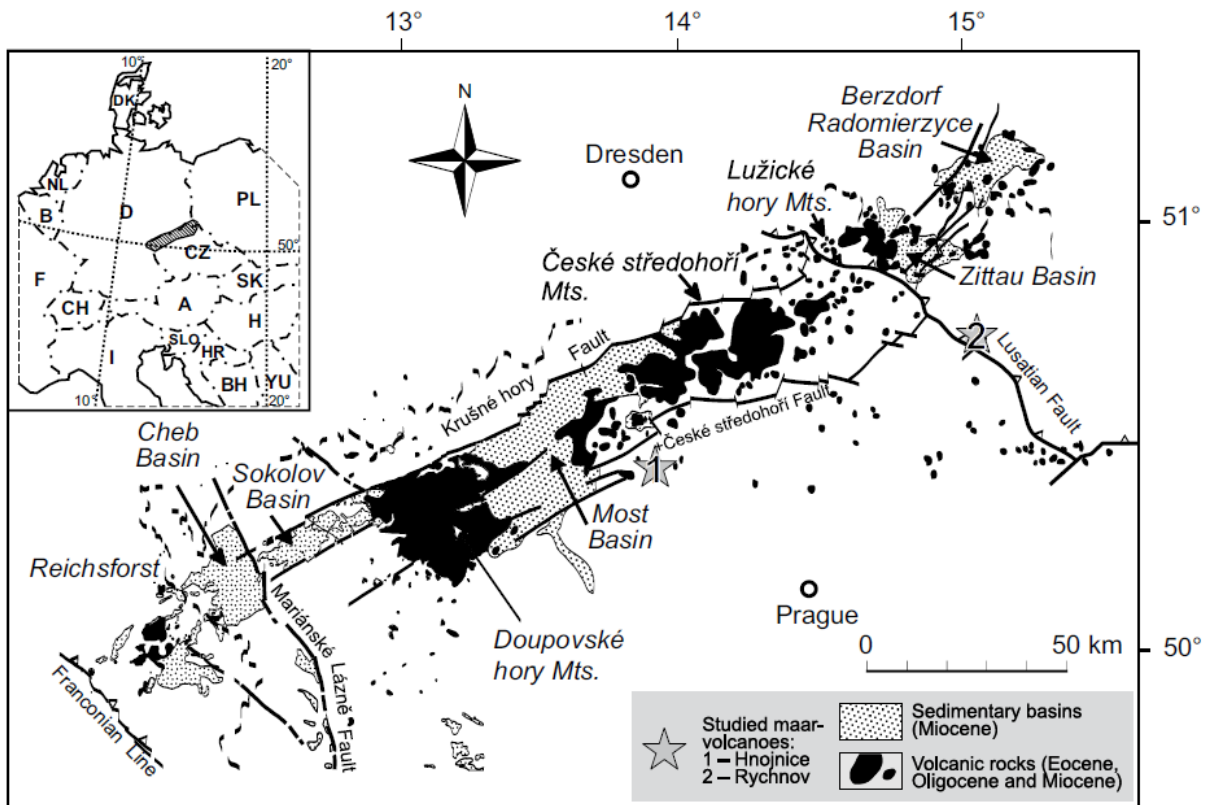 13°
14°
15°
10°
20°
DK
NL
B
D
PL
CZ
50°
F
CH
A
SK
H
SLO
HR
I
BH
YU
10°
20°
N
Dresden
Berzdorf
Radomierzyce
Basin
Lužické
hory Mts.
51°
České středohoří
Mts.
Zittau Basin
2
Lusatian Fault
Krušné hory
Fault
České středohoří Fault
1
Cheb
Basin
Sokolov
Basin
Most
Basin
Reichsforst
Mariánské Lázně Fault
Doupovské
hory Mts.
Prague
0
50 km
50°
Franconian Line
Studied maar-
volcanoes:
1 – Hnojnice
2 – Rychnov
Sedimentary basins
(Miocene)
Volcanic rocks (Eocene,
Oligocene and Miocene)